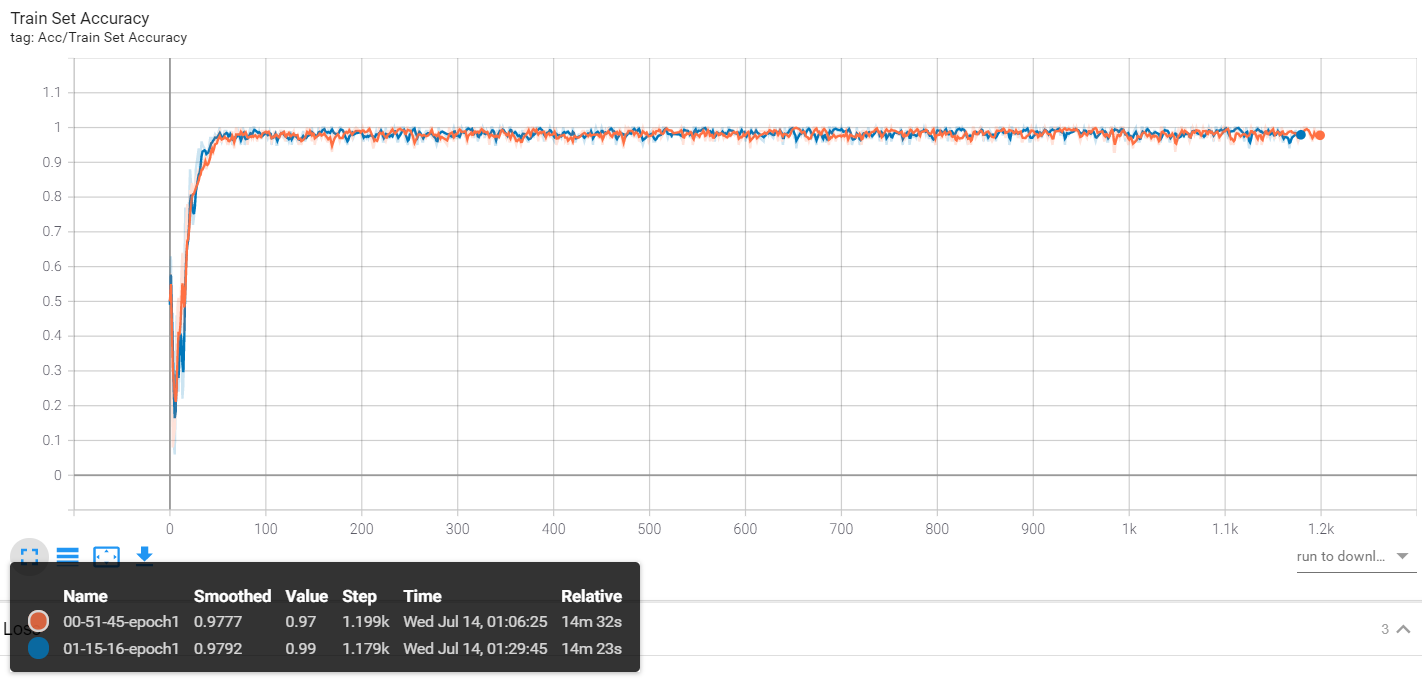 Train Set Accuracy
tag: Acc/Train Set Accuracy
1.1
1
0.9
0.8
0.7
0.6
0.5
0.4
0.3
0.2
0.1
0
0 100 200 300 400 500 600 700 800 900 1k 1.1k 1.2k
run to downl...
Name Smoothed Value Step Time Relative
00-51-45-epoch1 0.9777 0.97 1.199k Wed Jul 14, 01:06:25 14m 32s
Loss 3
01-15-16-epoch1 0.9792 0.99 1.179k Wed Jul 14, 01:29:45 14m 23s